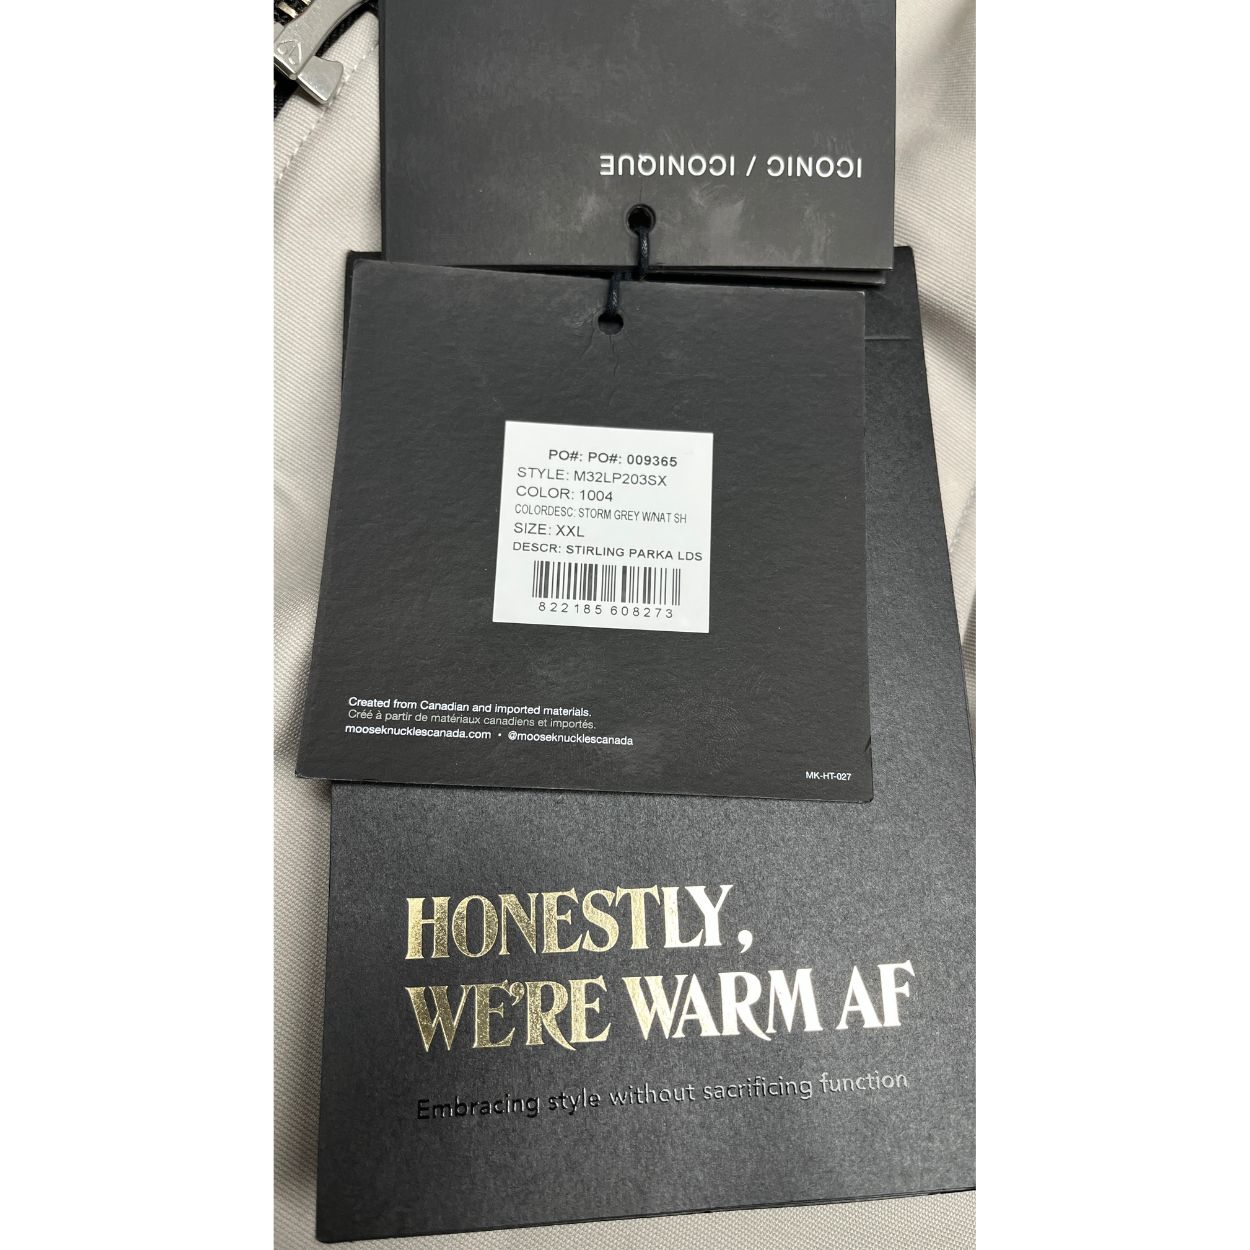 ICONIC / ICONIQUE
PO#: PO#: 009365
STYLE: M32LP203SX
COLOR: 1004
COLORDESC: STORM GREY W/NAT SH
SIZE: XXL
DESCR: STIRLING PARKA LDS
822185 608273
Created from Canadian and imported materials.
Créé à partir de matériaux canadiens et importés.
mooseknucklescanada.com • @mooseknucklescanada
MK-HT-027
HONESTLY,
WE'RE WARM AF
Embracing style without sacrificing function